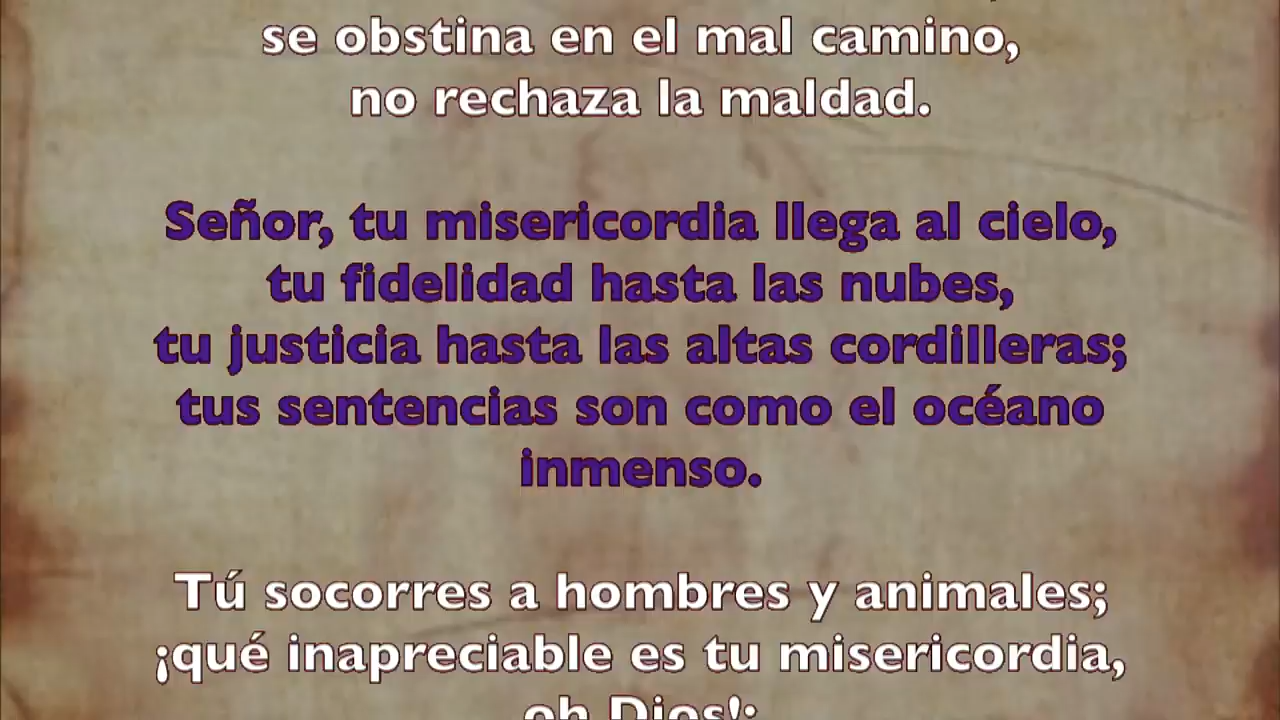 se obstina en el mal camino,
no rechaza la maldad.
Señor, tu misericordia llega al cielo,
tu fidelidad hasta las nubes,
tu justicia hasta las altas cordilleras;
tus sentencias son como el océano
inmenso.
Tú socorres a hombres y animales;
¡qué inapreciable es tu misericordia,
oh Dios!;